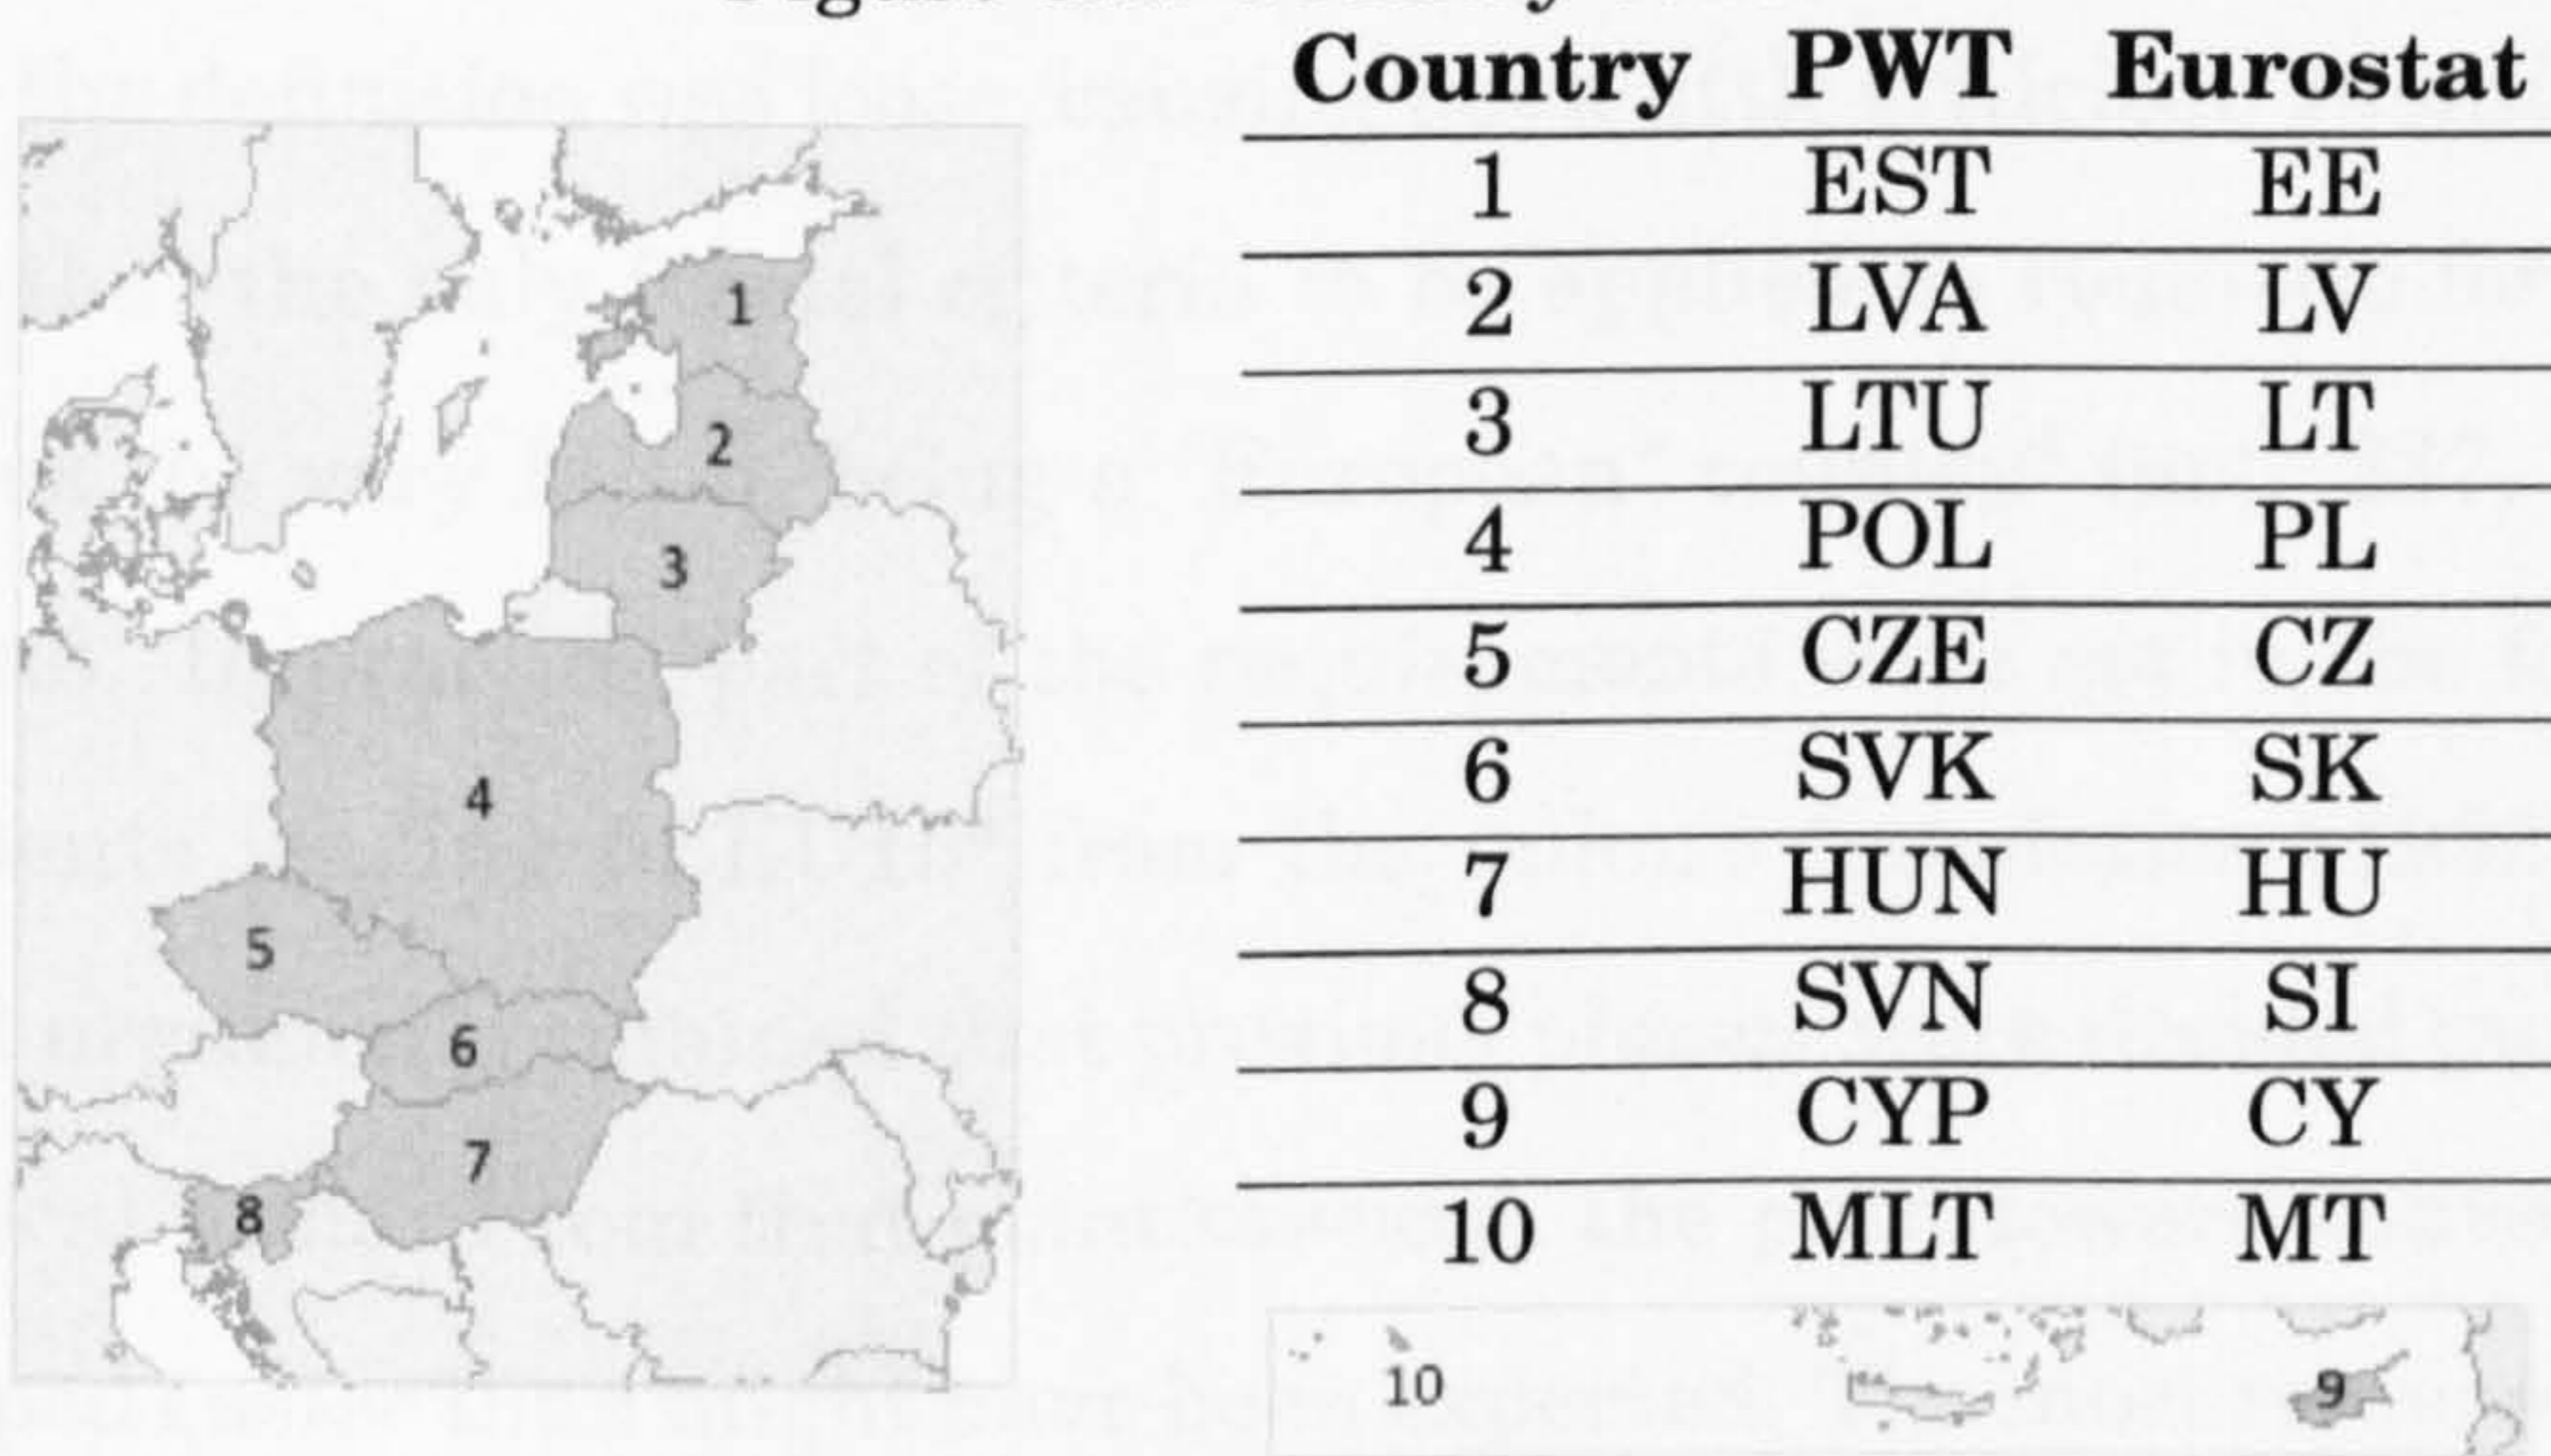 Country PWT Eurostat
1 EST EE
2 LVA LV
3 LTU LT
4 POL PL
5 CZE CZ
6 SVK SK
7 HUN HU
8 SVN SI
9 CYP CY
10 MLT MT
1
2
3
4
5
6
7
8
10
9